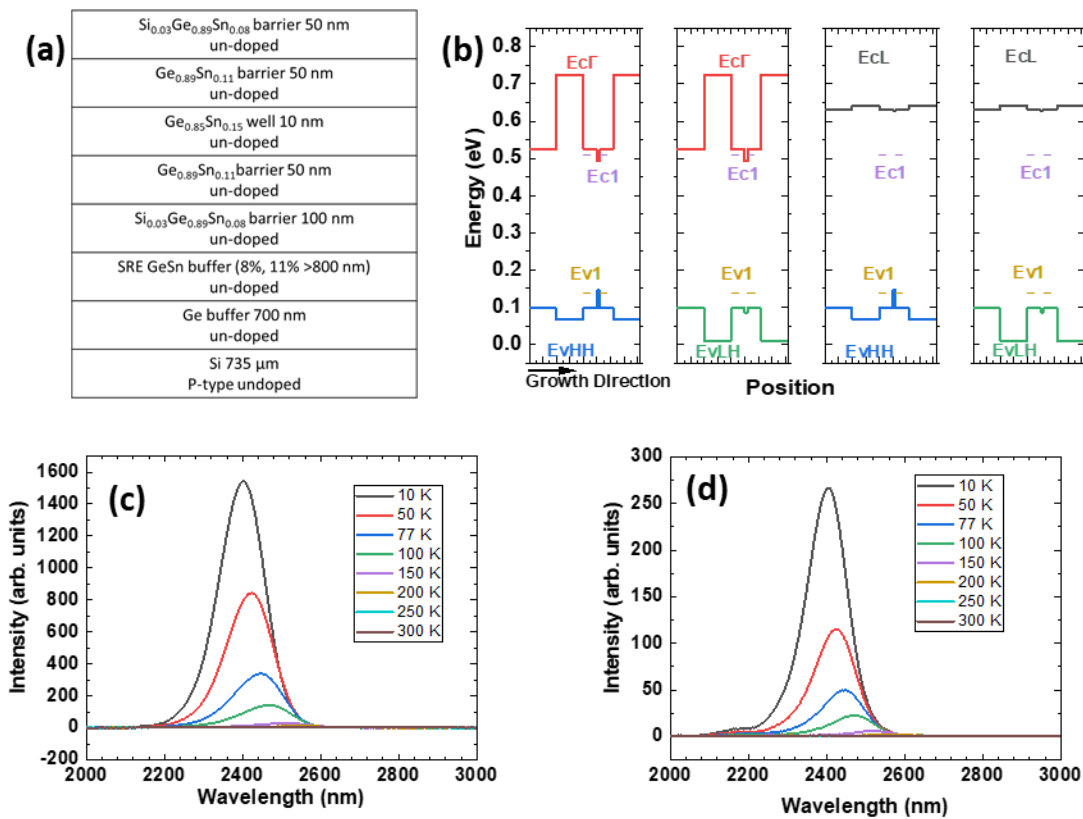 (a)
Si0.03Ge0.89Sn0.08 barrier 50 nm
un-doped
Ge0.89Sn0.11 barrier 50 nm
un-doped
Ge0.85Sn0.15 well 10 nm
un-doped
Ge0.89Sn0.11 barrier 50 nm
un-doped
Si0.03Ge0.89Sn0.08 barrier 100 nm
un-doped
SRE GeSn buffer (8%, 11% >800 nm)
un-doped
Ge buffer 700 nm
un-doped
Si 735 µm
P-type undoped
(b)
Energy (eV)
0.8
0.7
0.6
0.5
0.4
0.3
0.2
0.1
0.0
EcΓ
Ec1
Ev1
EvHH
EcΓ
Ec1
Ev1
EvLH
EcL
Ec1
Ev1
EvHH
EcL
Ec1
Ev1
EvLH
Growth Direction
Position
(c)
Intensity (arb. units)
1600
1400
1200
1000
800
600
400
200
0
-200
10 K
50 K
77 K
100 K
150 K
200 K
250 K
300 K
2000 2200 2400 2600 2800 3000
Wavelength (nm)
(d)
Intensity (arb. units)
300
250
200
150
100
50
0
10 K
50 K
77 K
100 K
150 K
200 K
250 K
300 K
2000 2200 2400 2600 2800 3000
Wavelength (nm)